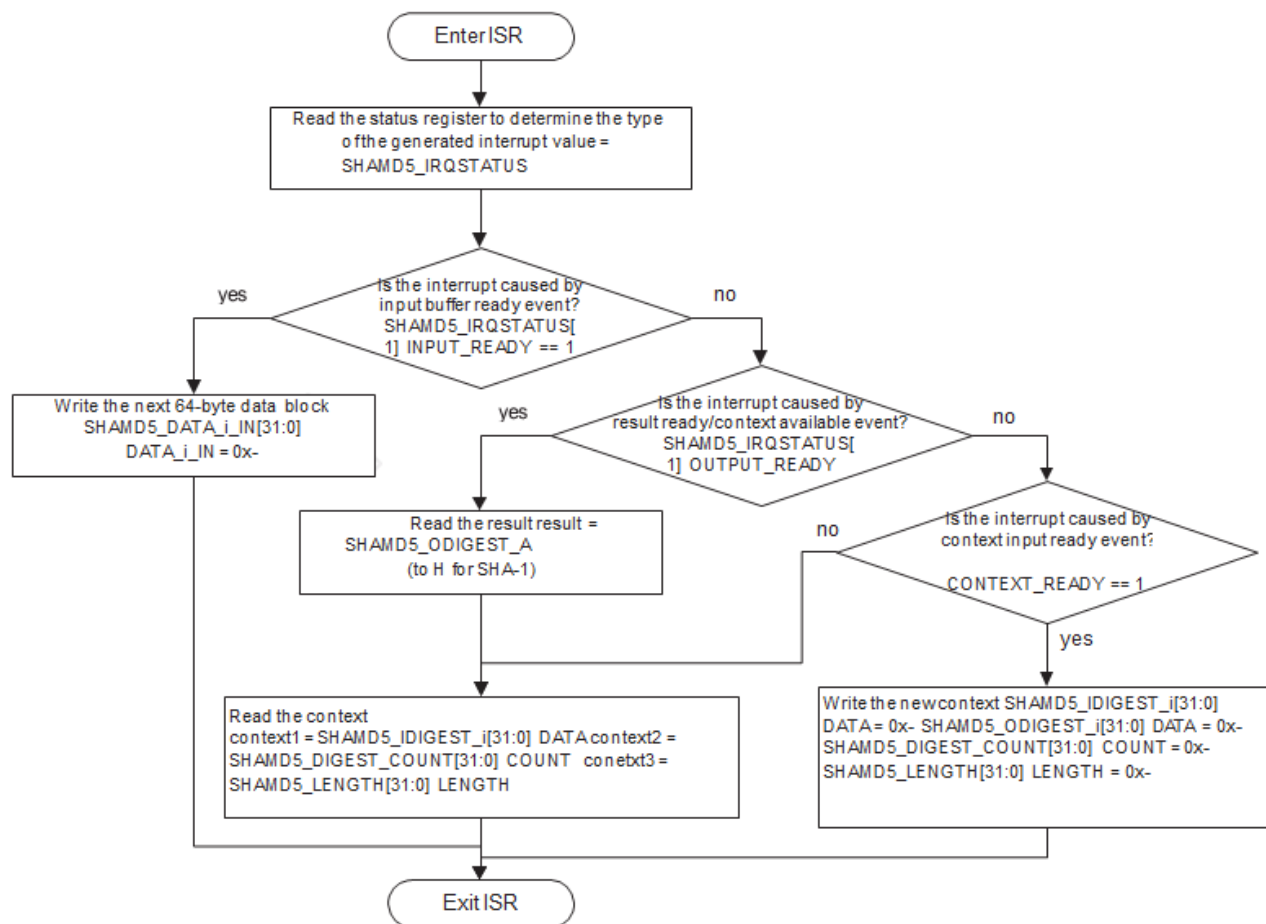 Enter ISR
Read the status register to determine the type
of the generated interrupt value =
SHAMD5_IRQSTATUS
Is the interrupt caused by
input buffer ready event?
SHAMD5_IRQSTATUS[
1] INPUT_READY == 1
yes
no
Write the next 64-byte data block
SHAMD5_DATA_i_IN[31:0]
DATA_i_IN = 0x-
Is the interrupt caused by
result ready/context available event?
SHAMD5_IRQSTATUS[
1] OUTPUT_READY
yes
no
Read the result result =
SHAMD5_ODIGEST_A
(to H for SHA-1)
Is the interrupt caused by
context input ready event?
CONTEXT_READY == 1
no
yes
Read the context
context1 = SHAMD5_IDIGEST_i[31:0] DATA context2 =
SHAMD5_DIGEST_COUNT[31:0] COUNT conetxt3 =
SHAMD5_LENGTH[31:0] LENGTH
Write the new context SHAMD5_IDIGEST_i[31:0]
DATA = 0x- SHAMD5_ODIGEST_i[31:0] DATA = 0x-
SHAMD5_DIGEST_COUNT[31:0] COUNT = 0x-
SHAMD5_LENGTH[31:0] LENGTH = 0x-
Exit ISR